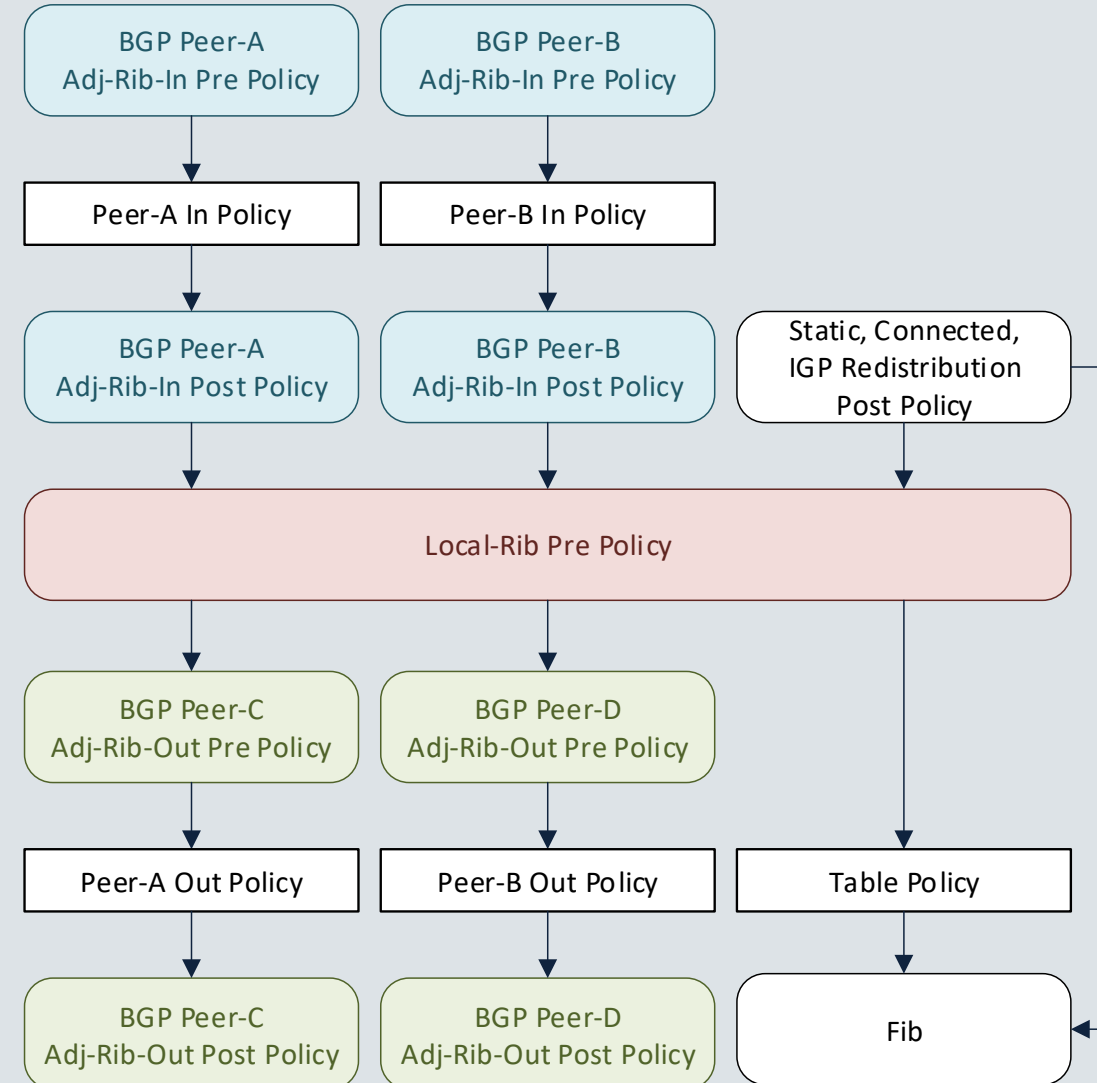 BGP Peer-A
Adj-Rib-In Pre Policy
BGP Peer-B
Adj-Rib-In Pre Policy
Peer-A In Policy
Peer-B In Policy
BGP Peer-A
Adj-Rib-In Post Policy
BGP Peer-B
Adj-Rib-In Post Policy
Static, Connected,
IGP Redistribution
Post Policy
Local-Rib Pre Policy
BGP Peer-C
Adj-Rib-Out Pre Policy
BGP Peer-D
Adj-Rib-Out Pre Policy
Peer-A Out Policy
Peer-B Out Policy
Table Policy
BGP Peer-C
Adj-Rib-Out Post Policy
BGP Peer-D
Adj-Rib-Out Post Policy
Fib